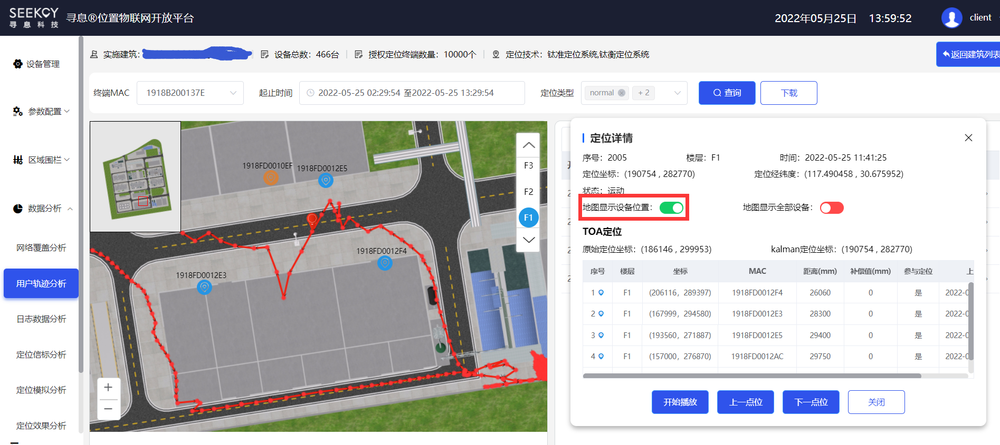 SEEKCY
寻息科技
寻息®位置物联网开放平台
2022年05月25日 13:59:52
client
实施建筑:
设备总数: 466台
授权定位终端数量: 10000个
定位技术: 钛准定位系统,钛衡定位系统
返回建筑列表
设备管理
参数配置
区域围栏
数据分析
网络覆盖分析
用户轨迹分析
日志数据分析
定位信标分析
定位模拟分析
定位效果分析
终端MAC 1918B200137E
起止时间 2022-05-25 02:29:54 至2022-05-25 13:29:54
定位类型 normal + 2
查询
下载
1918FD0010EF
1918FD0012E5
1918FD0012F4
1918FD0012E3
F3
F2
F1
+
−
定位详情
序号: 2005 楼层: F1 时间: 2022-05-25 11:41:25
定位坐标: (190754 , 282770) 定位经纬度: (117.490458 , 30.675952)
状态: 运动
地图显示设备位置: 地图显示全部设备:
TOA定位
原始定位坐标: (186146 , 299953) kalman定位坐标: (190754 , 282770)
序号 楼层 坐标 MAC 距离(mm) 补偿值(mm) 参与定位 上
1 F1 (206116, 289397) 1918FD0012F4 26060 0 是 2022-0
2 F1 (167999, 294580) 1918FD0012E3 28300 0 是 2022-0
3 F1 (193560, 271887) 1918FD0012E5 29400 0 是 2022-0
4 F1 (157000, 276870) 1918FD0012AC 29750 0 是 2022-0
开始播放
上一点位
下一点位
关闭